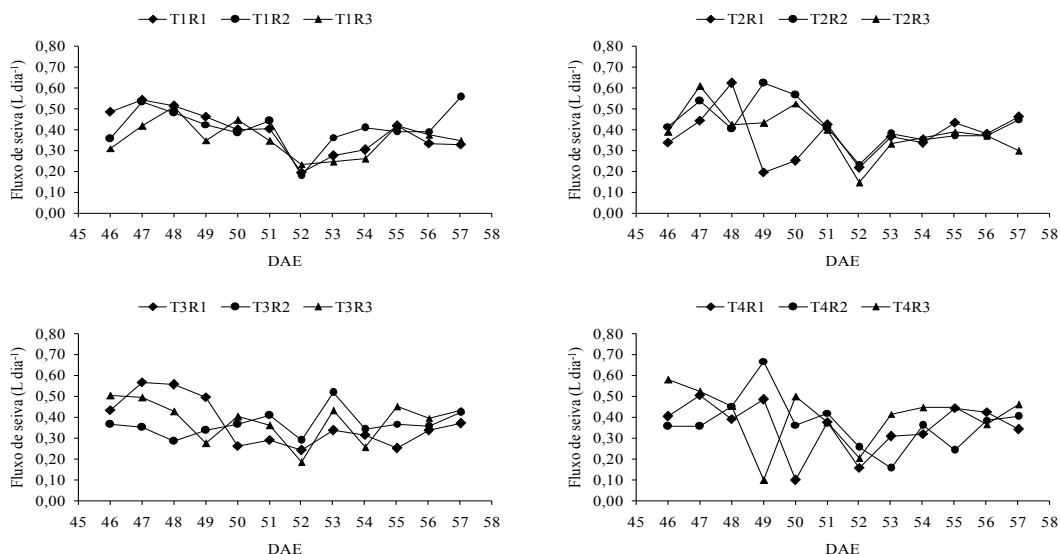 T1R1 T1R2 T1R3
Fluxo de seiva (L dia-1)
0,80
0,70
0,60
0,50
0,40
0,30
0,20
0,10
0,00
45 46 47 48 49 50 51 52 53 54 55 56 57 58
DAE
T2R1 T2R2 T2R3
Fluxo de seiva (L dia-1)
0,80
0,70
0,60
0,50
0,40
0,30
0,20
0,10
0,00
45 46 47 48 49 50 51 52 53 54 55 56 57 58
DAE
T3R1 T3R2 T3R3
Fluxo de seiva (L dia-1)
0,80
0,70
0,60
0,50
0,40
0,30
0,20
0,10
0,00
45 46 47 48 49 50 51 52 53 54 55 56 57 58
DAE
T4R1 T4R2 T4R3
Fluxo de seiva (L dia-1)
0,80
0,70
0,60
0,50
0,40
0,30
0,20
0,10
0,00
45 46 47 48 49 50 51 52 53 54 55 56 57 58
DAE